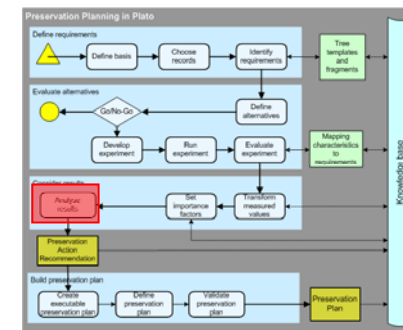 Preservation Planning in Plato
Define requirements
Define basis
Choose
records
Identify
requirements
Tree
templates
and
fragments
Evaluate alternatives
Go/No-Go
Define
alternatives
Develop
experiment
Run
experiment
Evaluate
experiment
Mapping
characteristics
to
requirements
Knowledge base
Consider results
Analyse
results
Set
importance
factors
Transform
measured
values
Preservation
Action
Recommendation
Build preservation plan
Create
executable
preservation plan
Define
preservation
plan
Validate
preservation
plan
Preservation
Plan